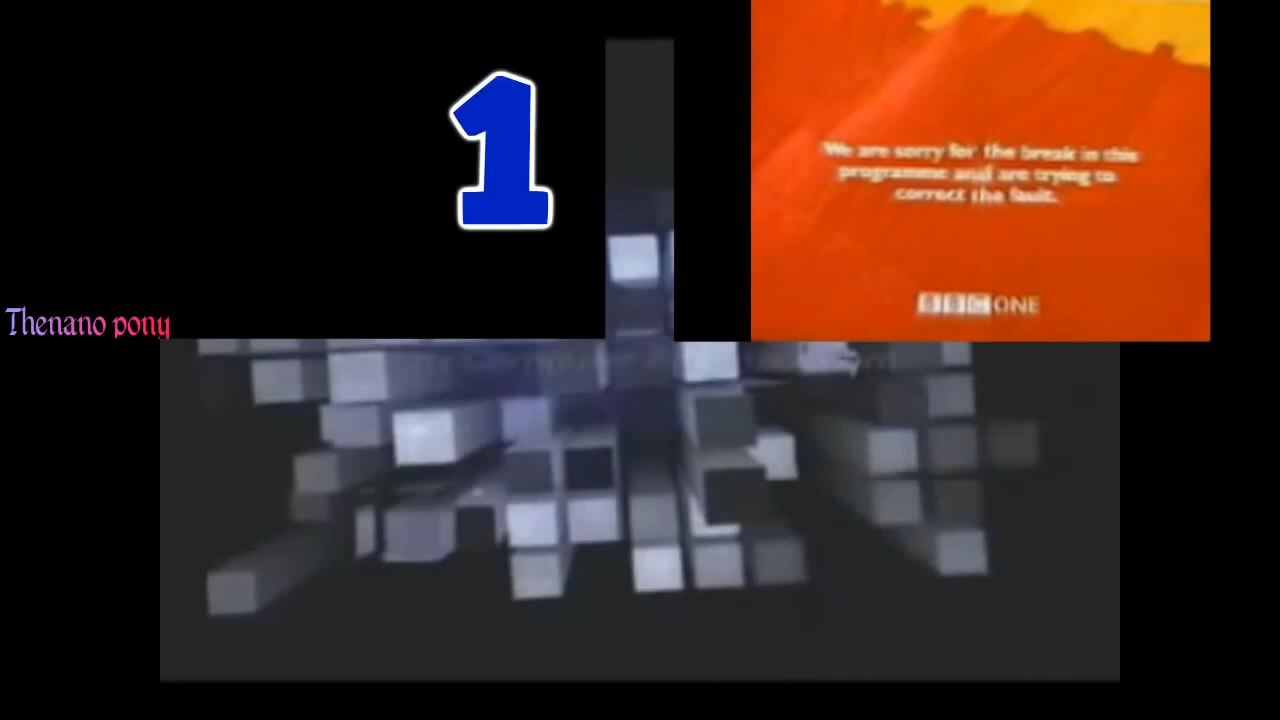 1
We are sorry for the break in this
programme and are trying to
correct the fault.
BBC ONE
Thenano pony
Computer